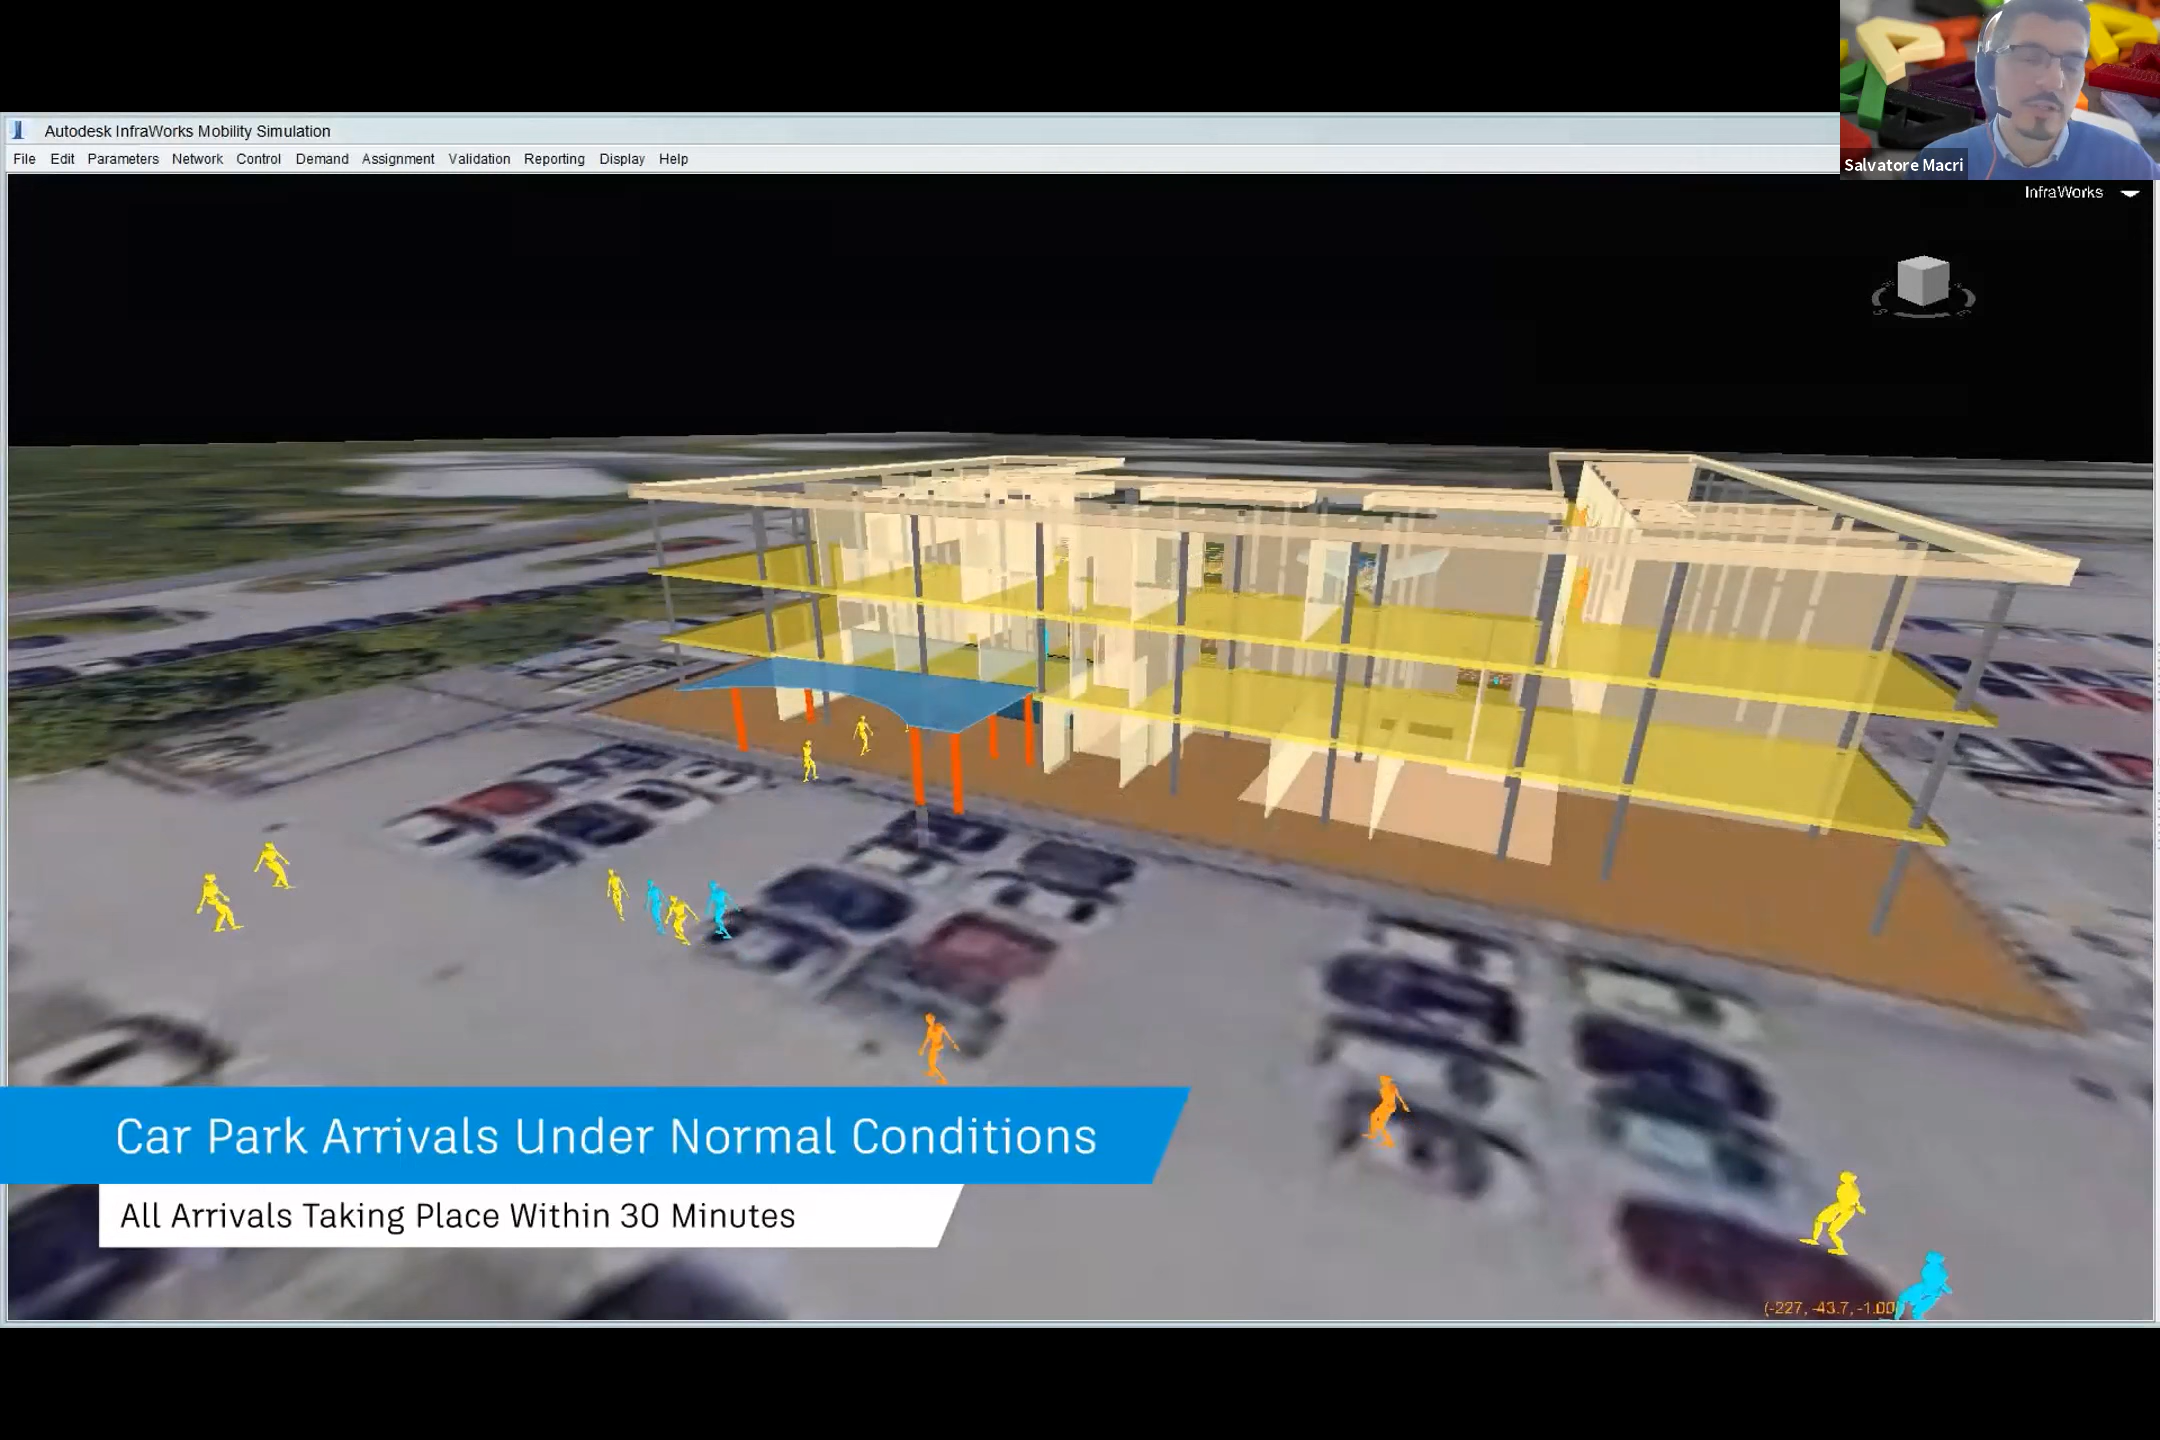 Autodesk InfraWorks Mobility Simulation
File Edit Parameters Network Control Demand Assignment Validation Reporting Display Help
Salvatore Macri
InfraWorks
Car Park Arrivals Under Normal Conditions
All Arrivals Taking Place Within 30 Minutes
(-227, -43.7, -1.00)